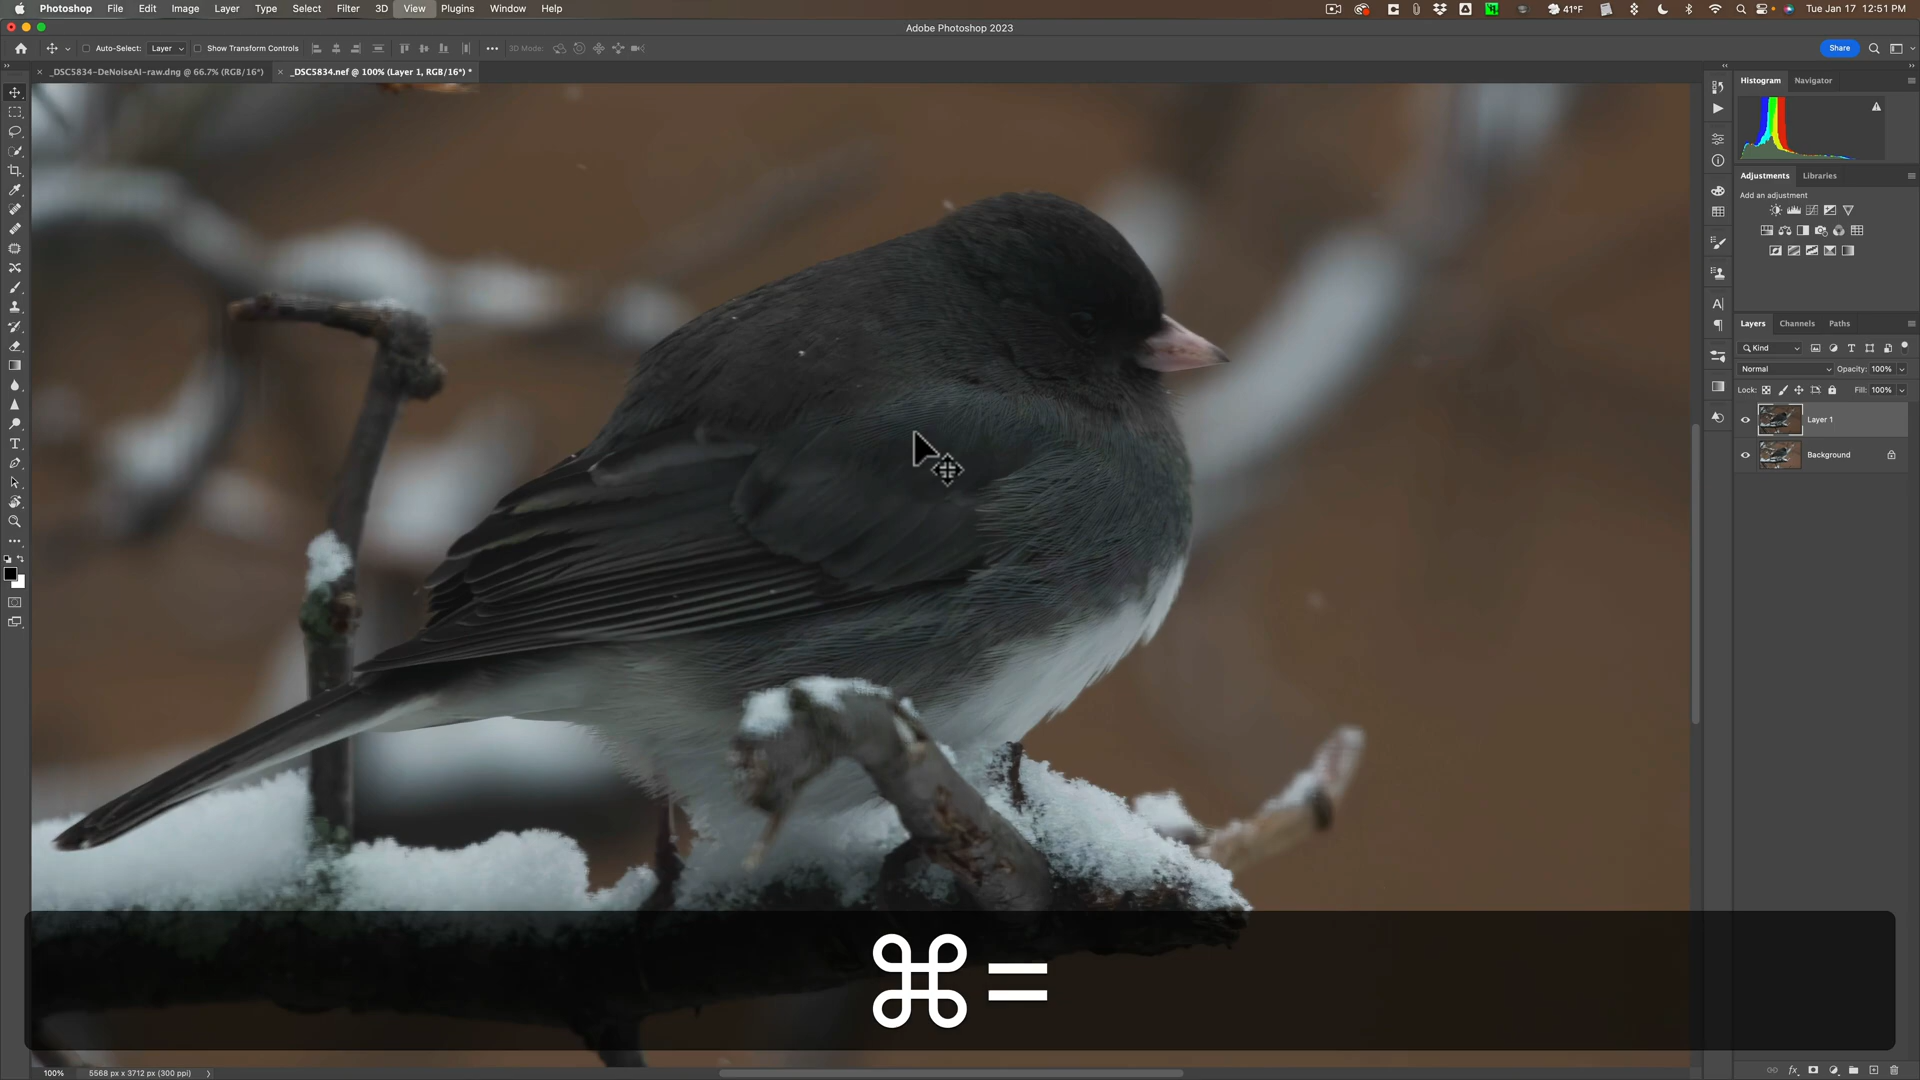 Photoshop File Edit Image Layer Type Select Filter 3D View Plugins Window Help 41°F Tue Jan 17 12:51 PM
Adobe Photoshop 2023
Auto-Select: Layer Show Transform Controls 3D Mode: Share
_DSC5834-DeNoiseAI-raw.dng @ 66.7% (RGB/16*) _DSC5834.nef @ 100% (Layer 1, RGB/16*) *
Histogram Navigator
Adjustments Libraries
Add an adjustment
Layers Channels Paths
Kind
Normal Opacity: 100%
Lock: Fill: 100%
Layer 1
Background
⌘=
100% 5568 px x 3712 px (300 ppi)